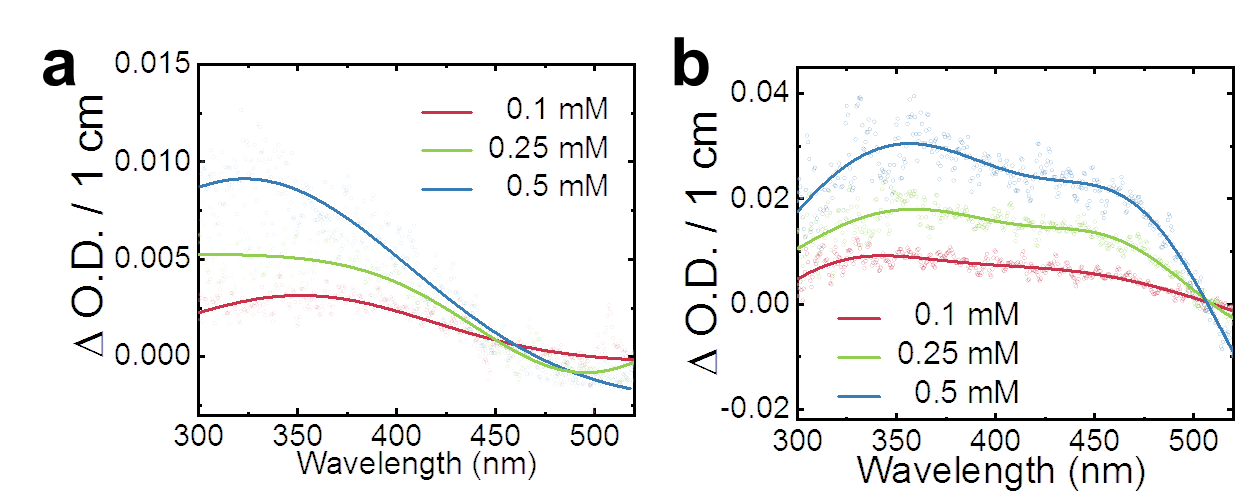 a
Δ O.D. / 1 cm
0.015
0.010
0.005
0.000
0.1 mM
0.25 mM
0.5 mM
300 350 400 450 500
Wavelength (nm)
b
Δ O.D. / 1 cm
0.04
0.02
0.00
-0.02
0.1 mM
0.25 mM
0.5 mM
300 350 400 450 500
Wavelength (nm)